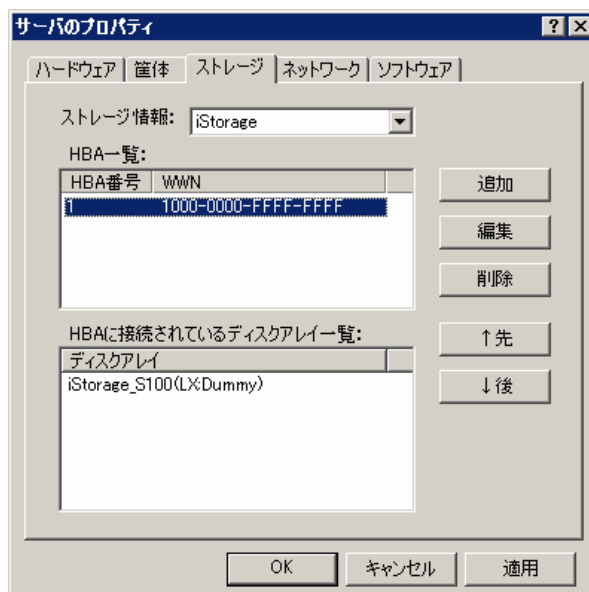 サーバのプロパティ
ハードウェア 筐体 ストレージ ネットワーク ソフトウェア
ストレージ情報: iStorage
HBA一覧:
HBA番号 WWN
1 1000-0000-FFFF-FFFF
追加
編集
削除
HBAに接続されているディスクアレイ一覧:
ディスクアレイ
iStorage_S100(LX:Dummy)
↑先
↓後
OK キャンセル 適用